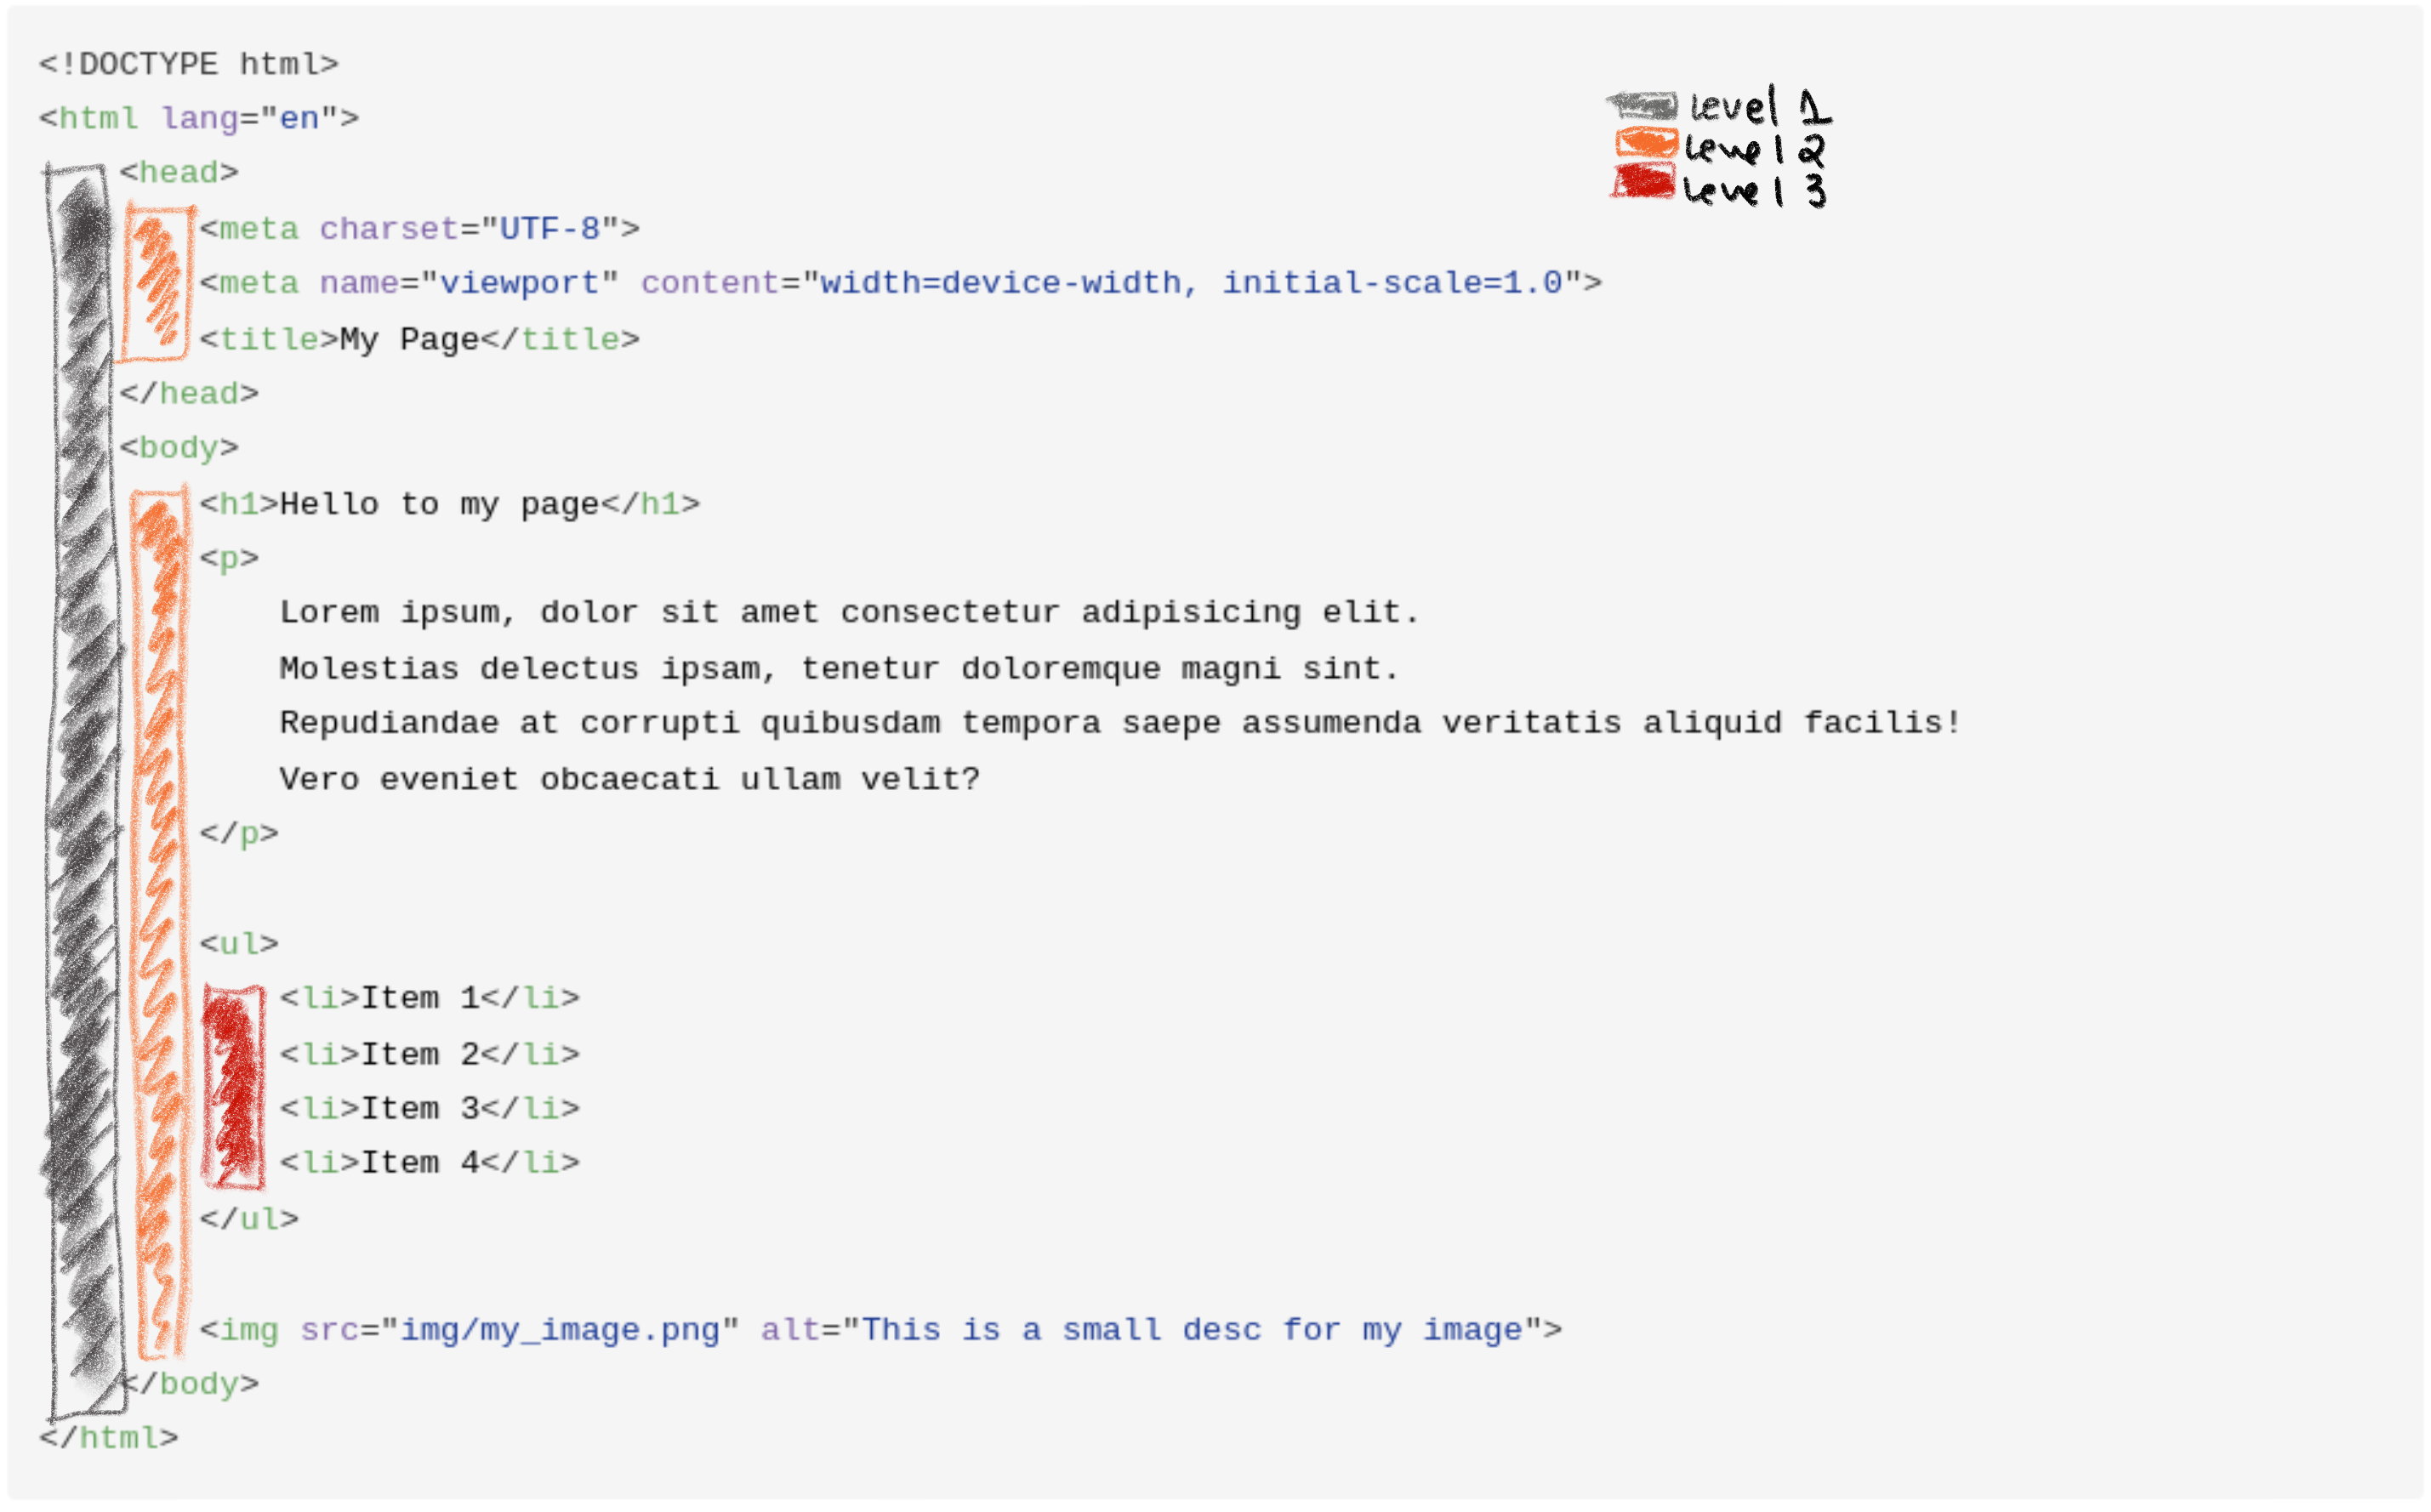 <!DOCTYPE html>
<html lang="en">
<head>
<meta charset="UTF-8">
<meta name="viewport" content="width=device-width, initial-scale=1.0">
<title>My Page</title>
</head>
<body>
<h1>Hello to my page</h1>
<p>
Lorem ipsum, dolor sit amet consectetur adipisicing elit.
Molestias delectus ipsam, tenetur doloremque magni sint.
Repudiandae at corrupti quibusdam tempora saepe assumenda veritatis aliquid facilis!
Vero eveniet obcaecati ullam velit?
</p>
<ul>
<li>Item 1</li>
<li>Item 2</li>
<li>Item 3</li>
<li>Item 4</li>
</ul>
<img src="img/my_image.png" alt="This is a small desc for my image">
</body>
</html>
level 1
level 2
level 3